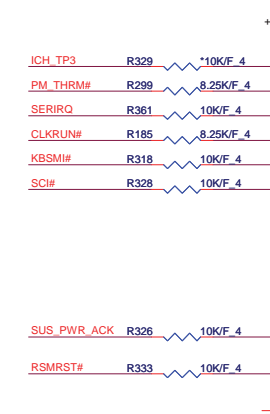 +
ICH_TP3 R329 *10K/F_4
PM_THRM# R299 8.25K/F_4
SERIRQ R361 10K/F_4
CLKRUN# R185 8.25K/F_4
KBSMI# R318 10K/F_4
SCI# R328 10K/F_4
SUS_PWR_ACK R326 10K/F_4
RSMRST# R333 10K/F_4